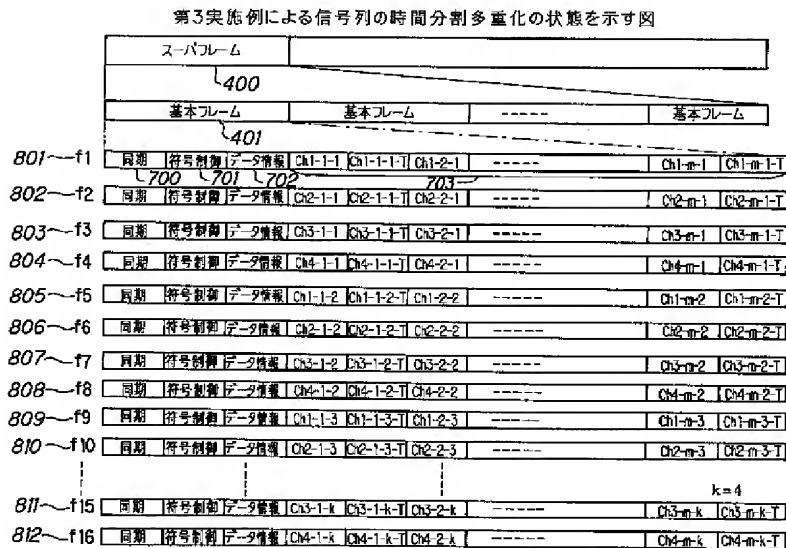 第3実施例による信号列の時間分割多重化の状態を示す図
スーパフレーム
400
基本フレーム 基本フレーム ----- 基本フレーム
401
801 f1 同期 符号制御 データ情報 Ch1-1-1 Ch1-1-1-T Ch1-2-1 ----- Ch1-m-1 Ch1-m-1-T
700 701 702 703
802 f2 同期 符号制御 データ情報 Ch2-1-1 Ch2-1-1-T Ch2-2-1 ----- Ch2-m-1 Ch2-m-1-T
803 f3 同期 符号制御 データ情報 Ch3-1-1 Ch3-1-1-T Ch3-2-1 ----- Ch3-m-1 Ch3-m-1-T
804 f4 同期 符号制御 データ情報 Ch4-1-1 Ch4-1-1-T Ch4-2-1 ----- Ch4-m-1 Ch4-m-1-T
805 f5 同期 符号制御 データ情報 Ch1-1-2 Ch1-1-2-T Ch1-2-2 ----- Ch1-m-2 Ch1-m-2-T
806 f6 同期 符号制御 データ情報 Ch2-1-2 Ch2-1-2-T Ch2-2-2 ----- Ch2-m-2 Ch2-m-2-T
807 f7 同期 符号制御 データ情報 Ch3-1-2 Ch3-1-2-T Ch3-2-2 ----- Ch3-m-2 Ch3-m-2-T
808 f8 同期 符号制御 データ情報 Ch4-1-2 Ch4-1-2-T Ch4-2-2 ----- Ch4-m-2 Ch4-m-2-T
809 f9 同期 符号制御 データ情報 Ch1-1-3 Ch1-1-3-T Ch1-2-3 ----- Ch1-m-3 Ch1-m-3-T
810 f10 同期 符号制御 データ情報 Ch2-1-3 Ch2-1-3-T Ch2-2-3 ----- Ch2-m-3 Ch2-m-3-T
k=4
811 f15 同期 符号制御 データ情報 Ch3-1-k Ch3-1-k-T Ch3-2-k ----- Ch3-m-k Ch3-m-k-T
812 f16 同期 符号制御 データ情報 Ch4-1-k Ch4-1-k-T Ch4-2-k ----- Ch4-m-k Ch4-m-k-T